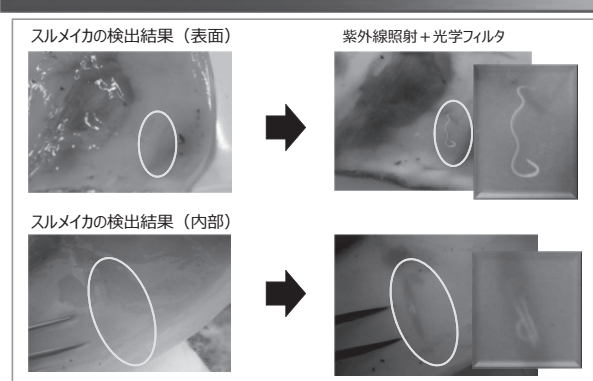 スルメイカの検出結果（表面）
紫外線照射＋光学フィルタ
スルメイカの検出結果（内部）